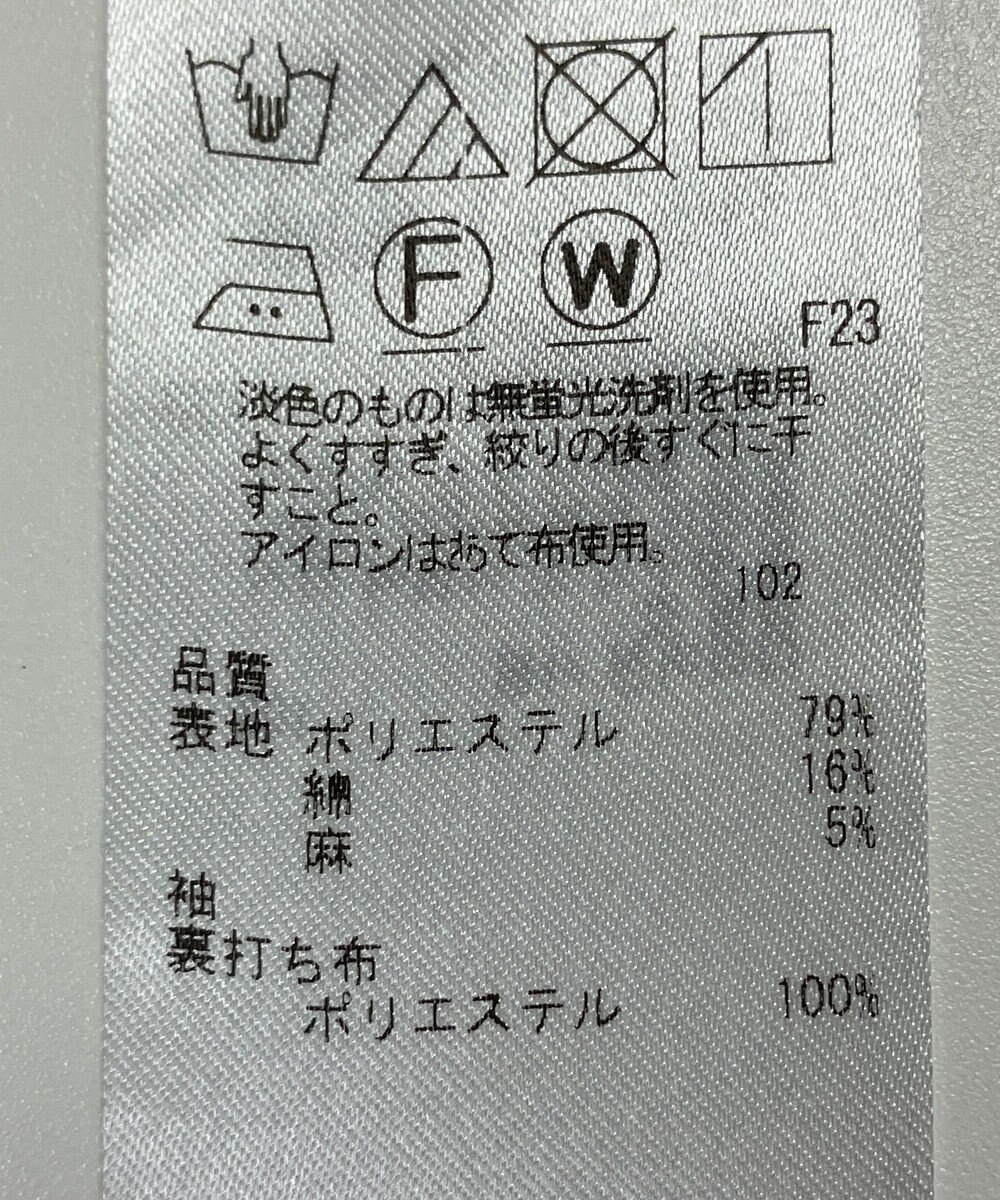 F
W
F23
淡色のものは無蛍光洗剤を使用。
よくすすぎ、絞りの後すぐに干
すこと。
アイロンはあて布使用。
102
品質
表地 ポリエステル 79%
綿 16%
麻 5%
袖
裏打ち布
ポリエステル 100%